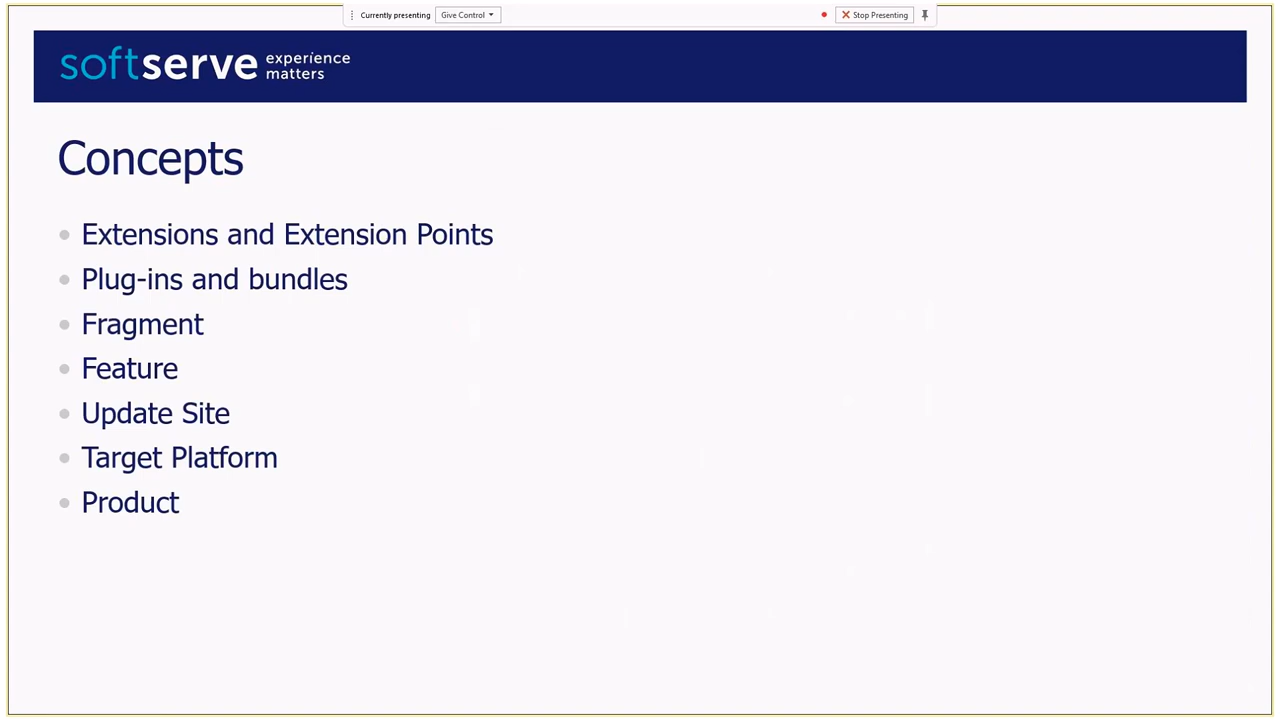 Currently presenting Give Control Stop Presenting
softserve experience matters
Concepts
Extensions and Extension Points
Plug-ins and bundles
Fragment
Feature
Update Site
Target Platform
Product